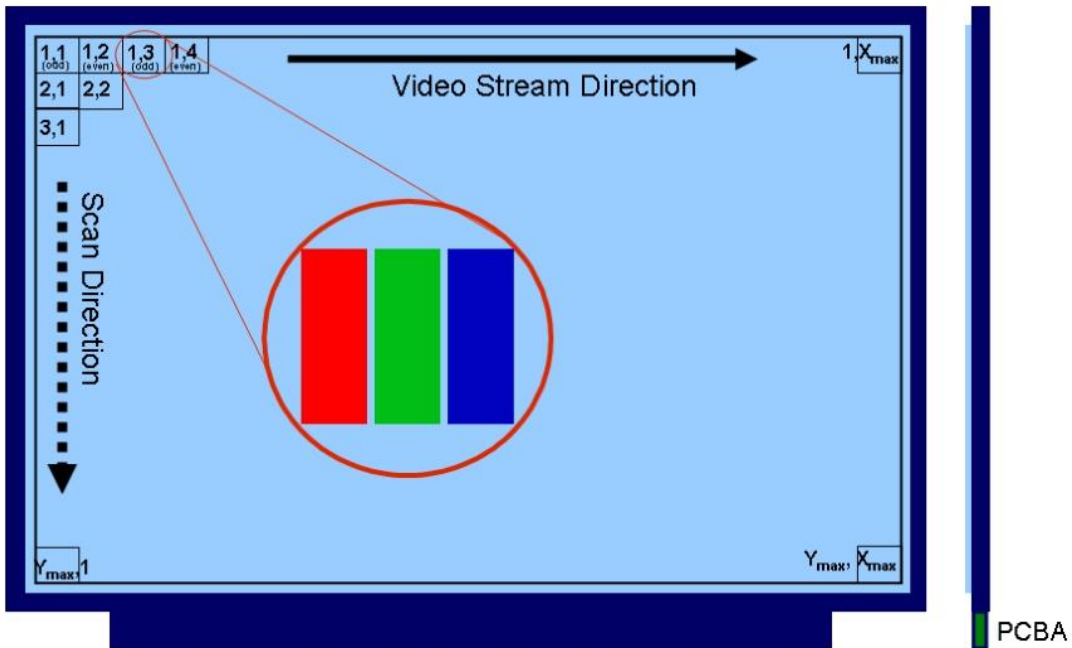 1,1 1,2 1,3 1,4 1,Xmax
(odd) (even) (odd) (even)
Video Stream Direction
2,1 2,2
3,1
Scan Direction
Ymax,1 Ymax, Xmax
PCBA